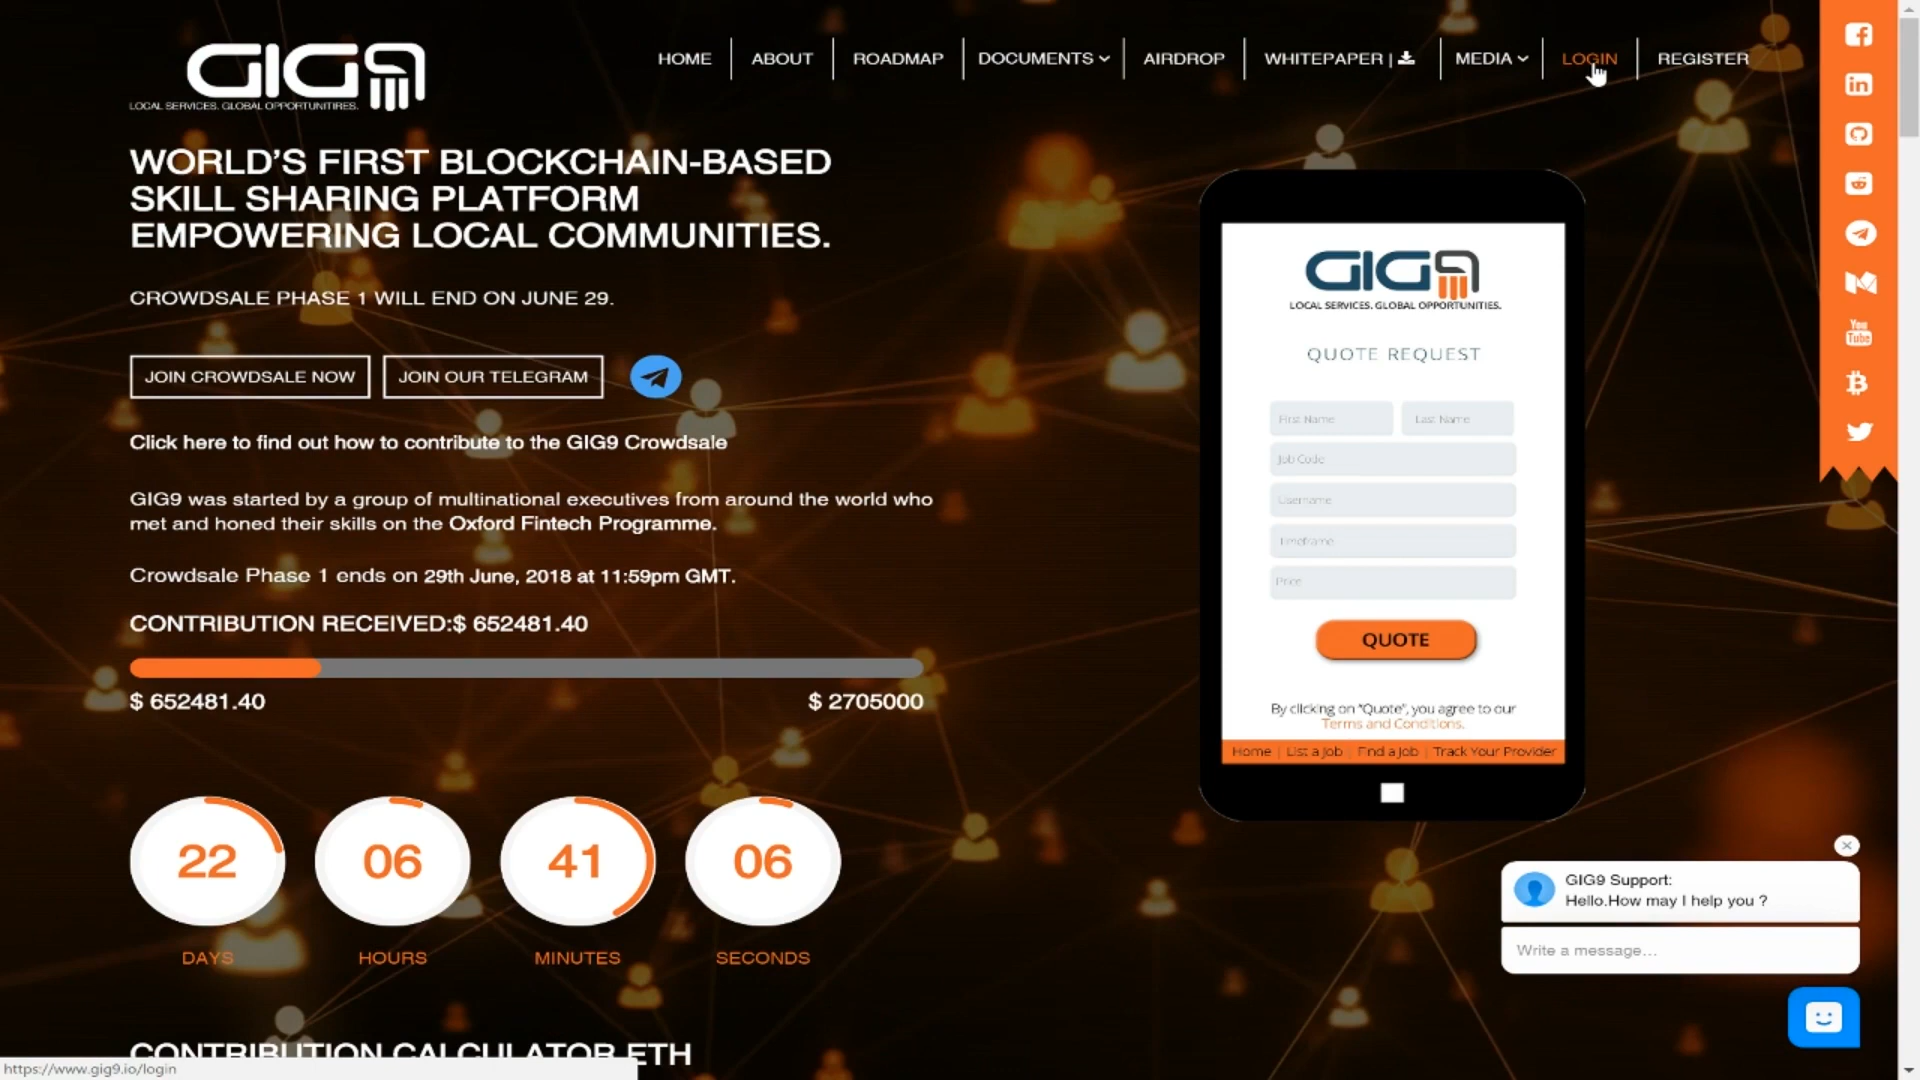 GIG9
LOCAL SERVICES. GLOBAL OPPORTUNITIRES.
HOME
ABOUT
ROADMAP
DOCUMENTS
AIRDROP
WHITEPAPER |
MEDIA
LOGIN
REGISTER
WORLD'S FIRST BLOCKCHAIN-BASED
SKILL SHARING PLATFORM
EMPOWERING LOCAL COMMUNITIES.
CROWDSALE PHASE 1 WILL END ON JUNE 29.
JOIN CROWDSALE NOW
JOIN OUR TELEGRAM
Click here to find out how to contribute to the GIG9 Crowdsale
GIG9 was started by a group of multinational executives from around the world who
met and honed their skills on the Oxford Fintech Programme.
Crowdsale Phase 1 ends on 29th June, 2018 at 11:59pm GMT.
CONTRIBUTION RECEIVED:$ 652481.40
$ 652481.40
$ 2705000
22
06
41
06
DAYS
HOURS
MINUTES
SECONDS
CONTRIBUTION CALCULATOR ETH
GIG9
LOCAL SERVICES. GLOBAL OPPORTUNITIES.
QUOTE REQUEST
First Name
Last Name
Job Code
Username
Timeframe
Price
QUOTE
By clicking on "Quote", you agree to our
Terms and Conditions.
Home | List a Job | Find a Job | Track Your Provider
You
Tube
GIG9 Support:
Hello.How may I help you ?
Write a message...
https://www.gig9.io/login